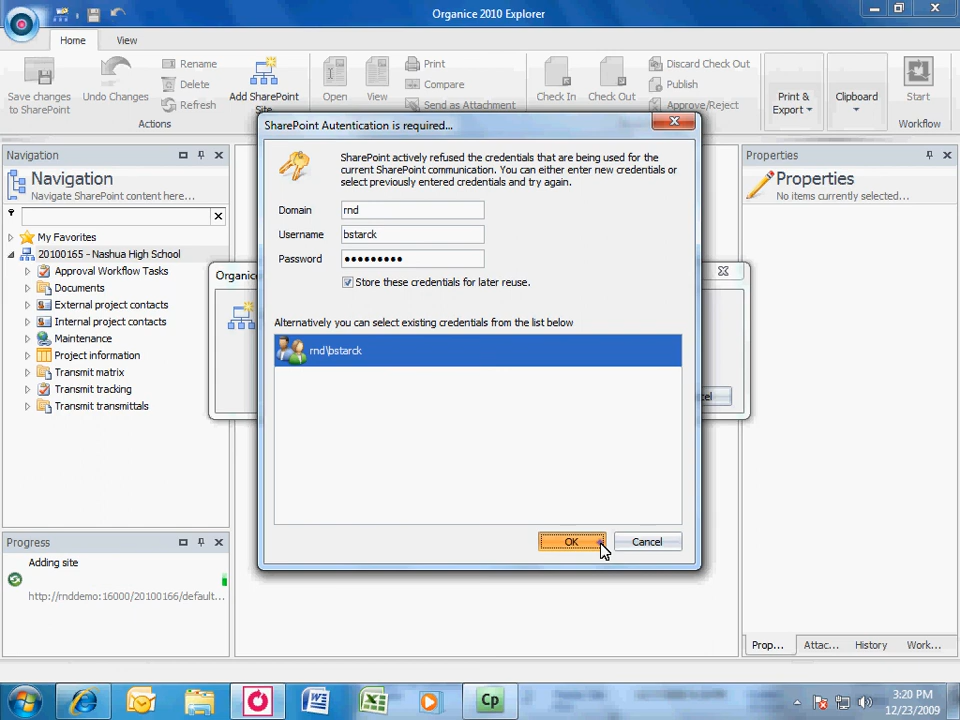 Organice 2010 Explorer
Home
View
Save changes
to SharePoint
Undo Changes
Rename
Delete
Refresh
Add SharePoint
Site
Actions
Open
View
Print
Compare
Send as Attachment
Check In
Check Out
Discard Check Out
Publish
Approve/Reject
Print &
Export
Clipboard
Start
Workflow
Navigation
Navigation
Navigate SharePoint content here...
My Favorites
20100165 - Nashua High School
Approval Workflow Tasks
Documents
External project contacts
Internal project contacts
Maintenance
Project information
Transmit matrix
Transmit tracking
Transmit transmittals
Progress
Adding site
http://rnddemo:16000/20100166/default...
Organic
cel
SharePoint Autentication is required...
SharePoint actively refused the credentials that are being used for the
current SharePoint communication. You can either enter new credentials or
select previously entered credentials and try again.
Domain
rnd
Username
bstarck
Password
•••••••••
Store these credentials for later reuse.
Alternatively you can select existing credentials from the list below
rnd\bstarck
OK
Cancel
Properties
Properties
No items currently selected...
Prop...
Attac...
History
Work...
Cp
3:20 PM
12/23/2009